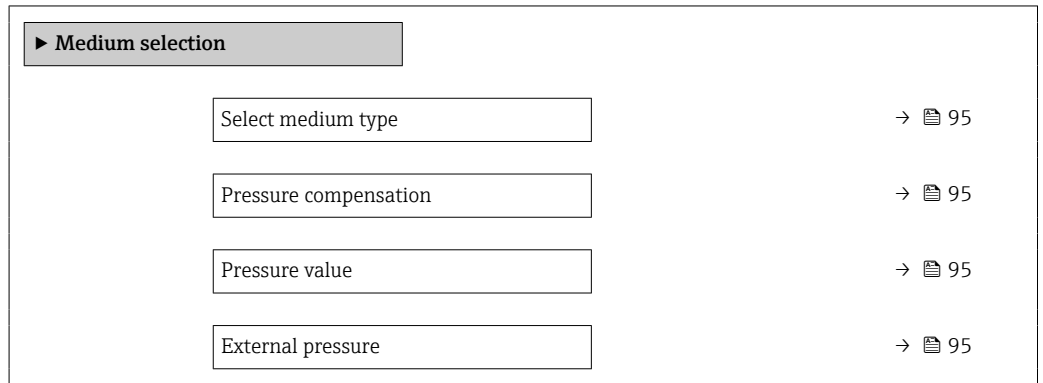 ▶ Medium selection
Select medium type → 95
Pressure compensation → 95
Pressure value → 95
External pressure → 95